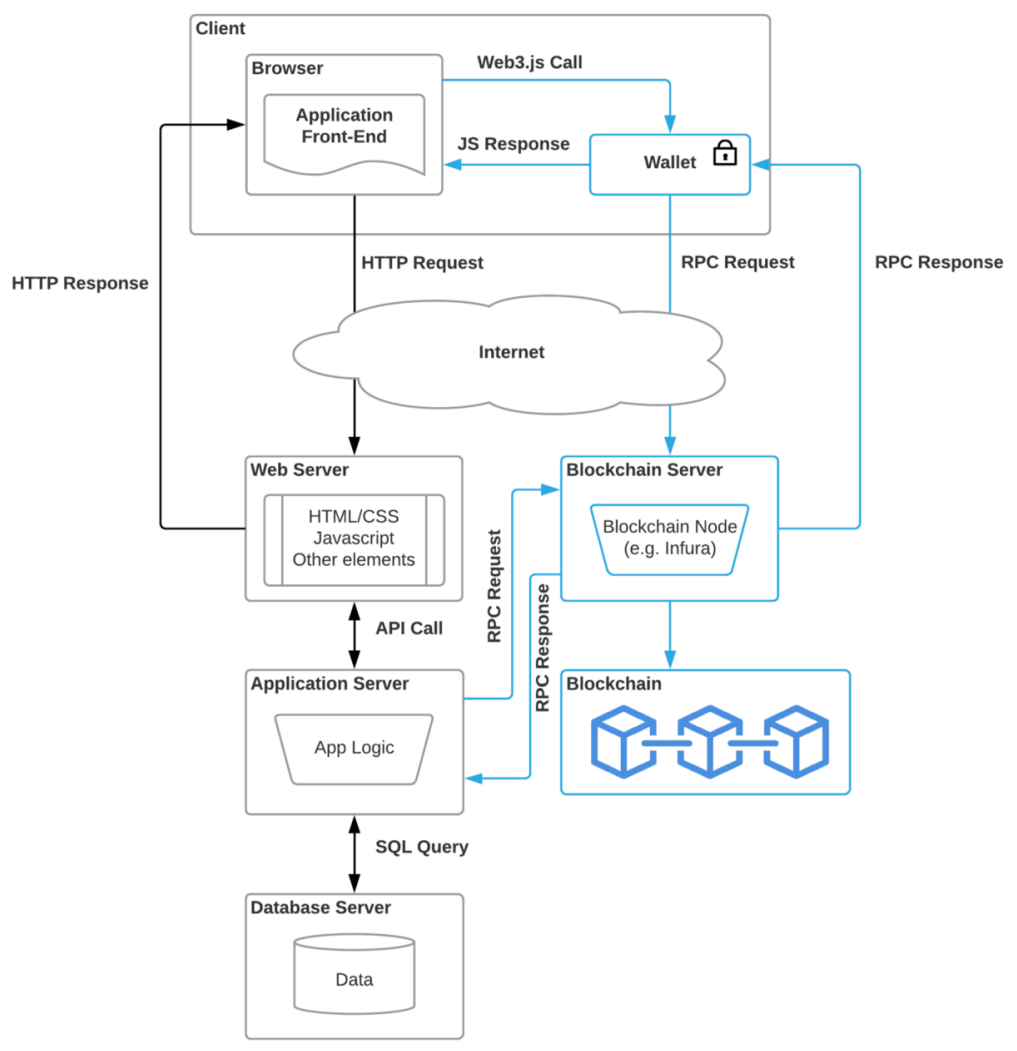 Client
Browser
Application
Front-End
Web3.js Call
JS Response
Wallet
HTTP Response
HTTP Request
RPC Request
RPC Response
Internet
Web Server
HTML/CSS
Javascript
Other elements
Blockchain Server
Blockchain Node
(e.g. Infura)
RPC Request
RPC Response
API Call
Application Server
App Logic
Blockchain
SQL Query
Database Server
Data